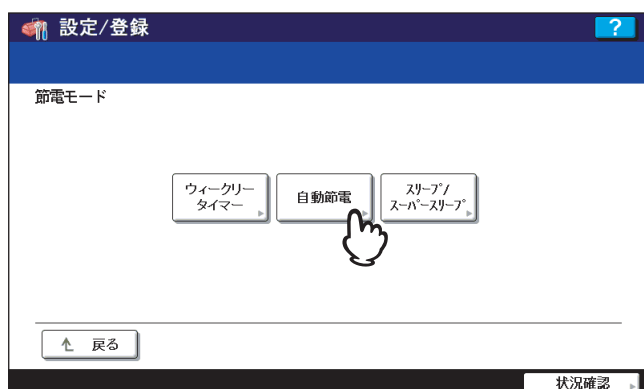 設定/登録
?
節電モード
ウィークリー
タイマー
自動節電
スリープ/
スーパースリープ
戻る
状況確認